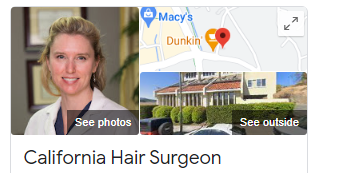 Macy's
Dunkin'
See photos
See outside
California Hair Surgeon